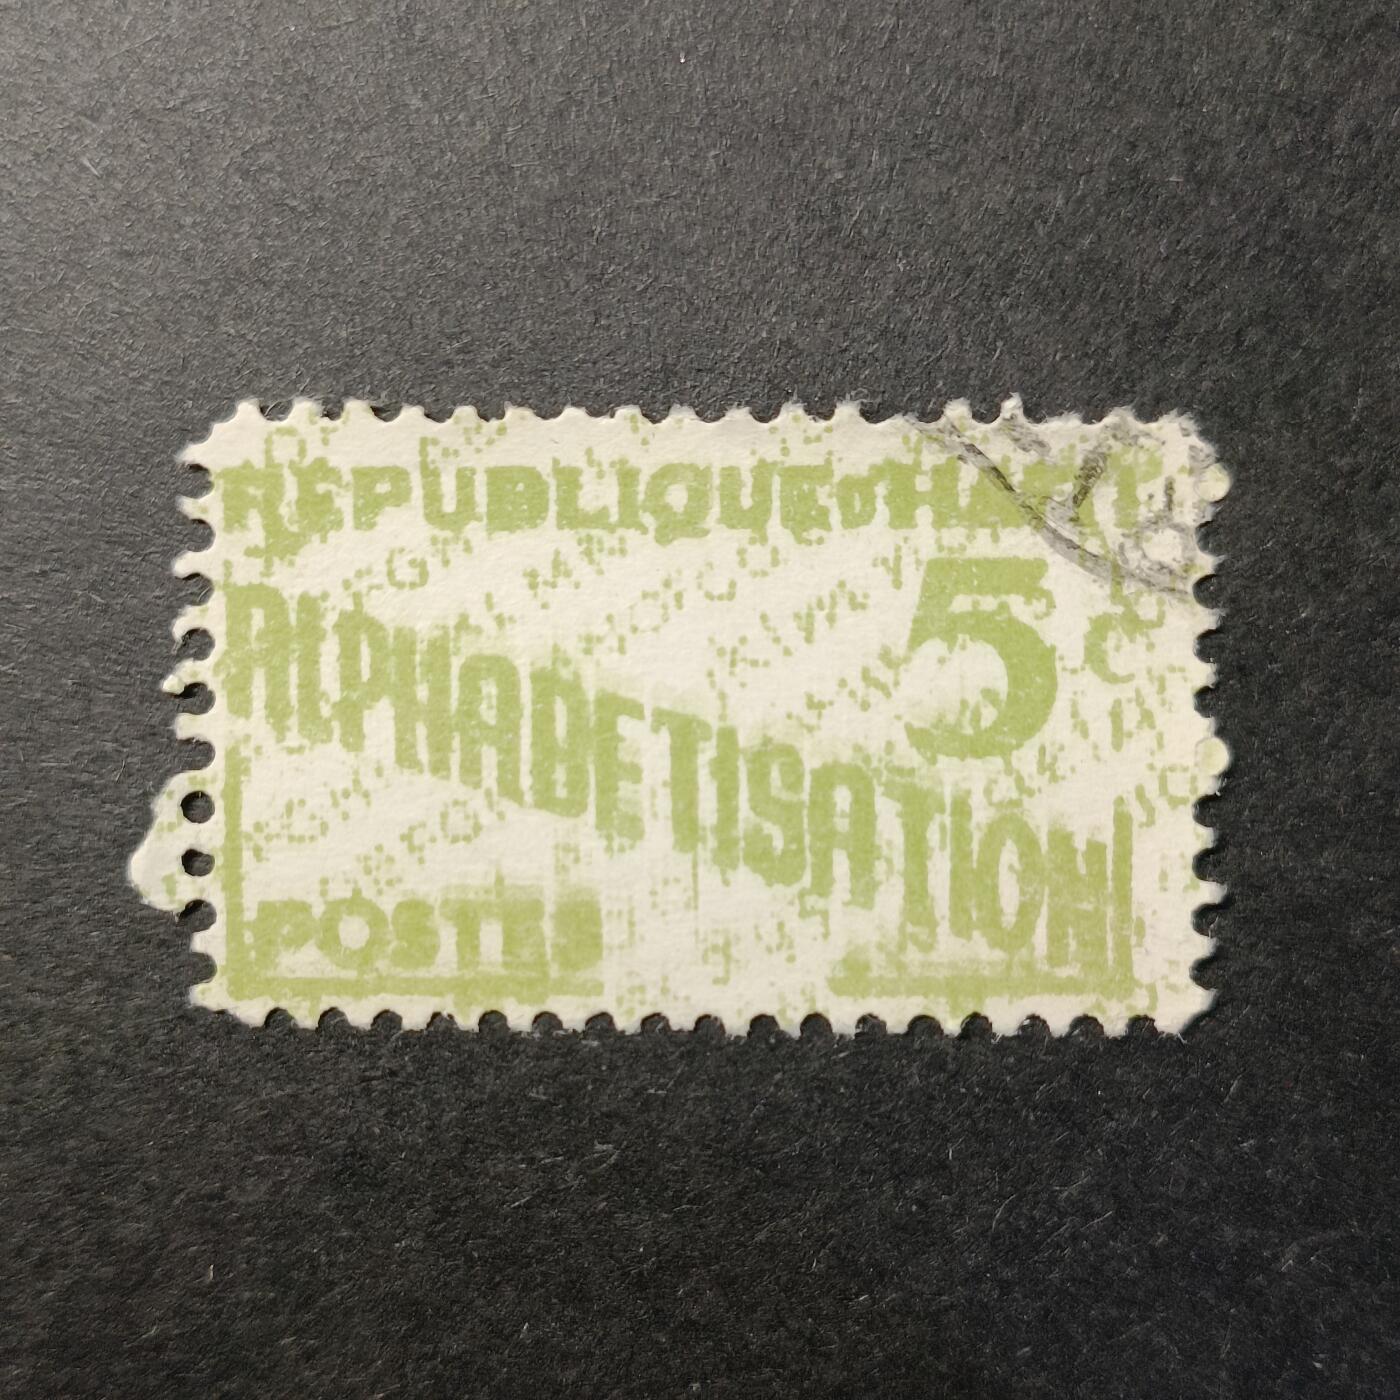 REPUBLIQUE D'HAITI
5c
ALPHABETISATION
POSTES